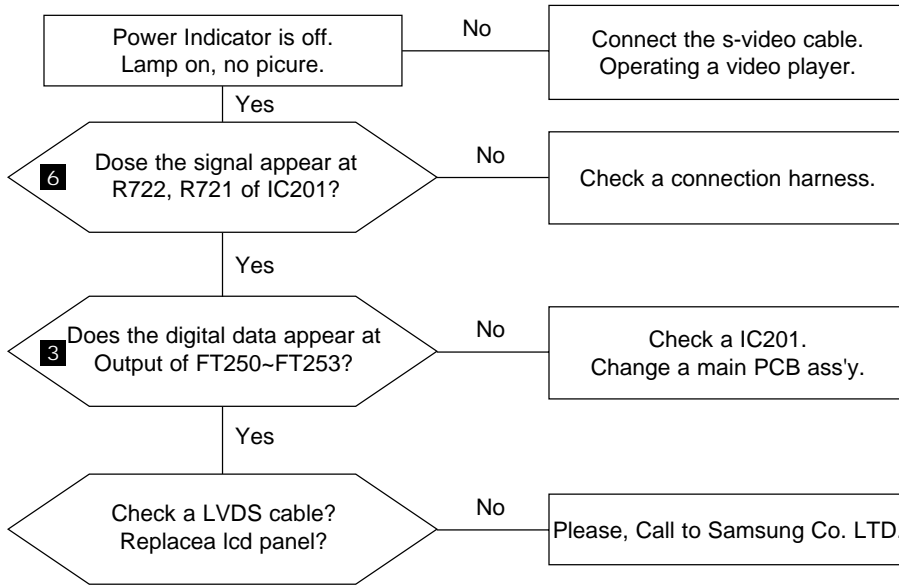 Power Indicator is off.
Lamp on, no picure.
No
Connect the s-video cable.
Operating a video player.
Yes
6
Dose the signal appear at
R722, R721 of IC201?
No
Check a connection harness.
Yes
3
Does the digital data appear at
Output of FT250~FT253?
No
Check a IC201.
Change a main PCB ass'y.
Yes
Check a LVDS cable?
Replacea lcd panel?
No
Please, Call to Samsung Co. LTD.